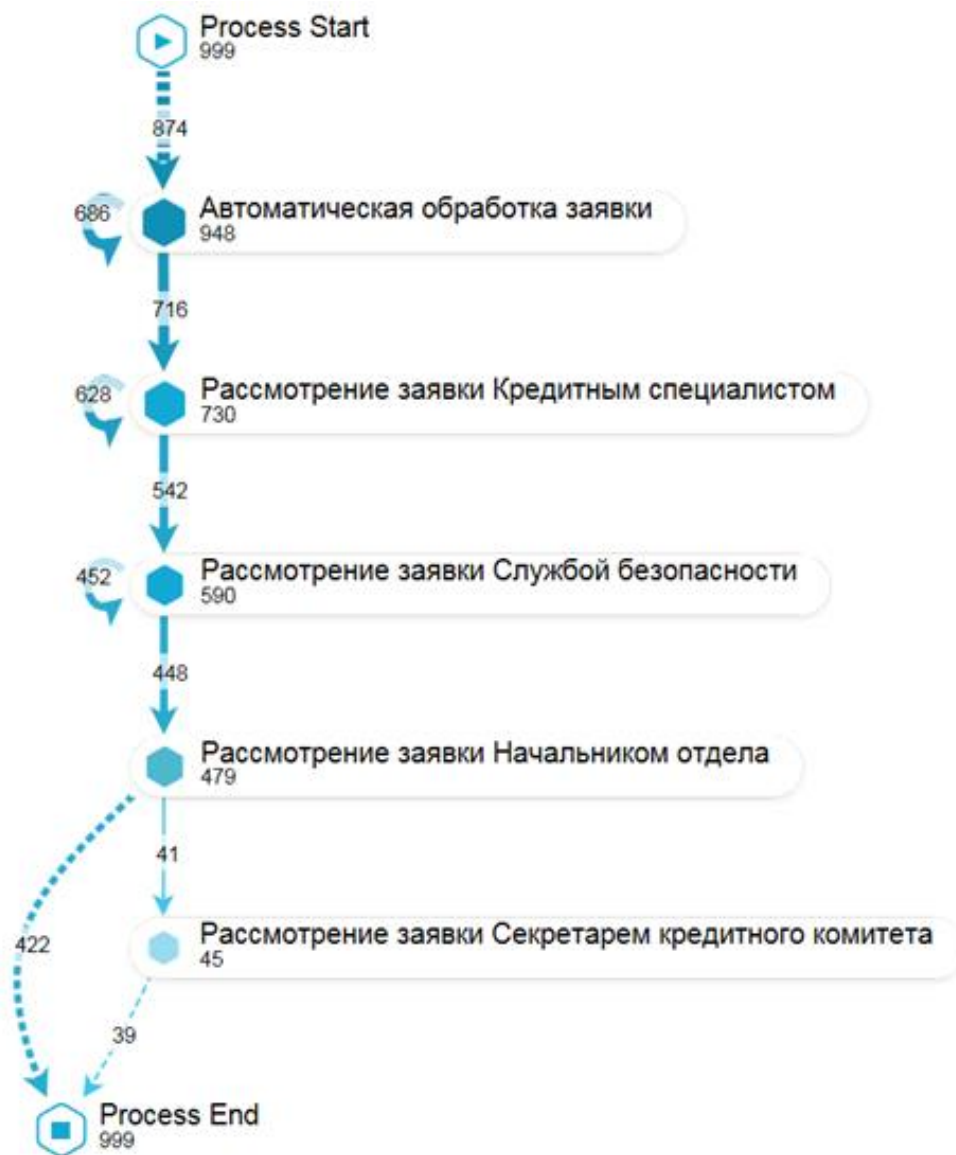 Process Start
999
874
Автоматическая обработка заявки
686
948
716
Рассмотрение заявки Кредитным специалистом
628
730
542
Рассмотрение заявки Службой безопасности
452
590
448
Рассмотрение заявки Начальником отдела
479
41
Рассмотрение заявки Секретарем кредитного комитета
422
45
39
Process End
999